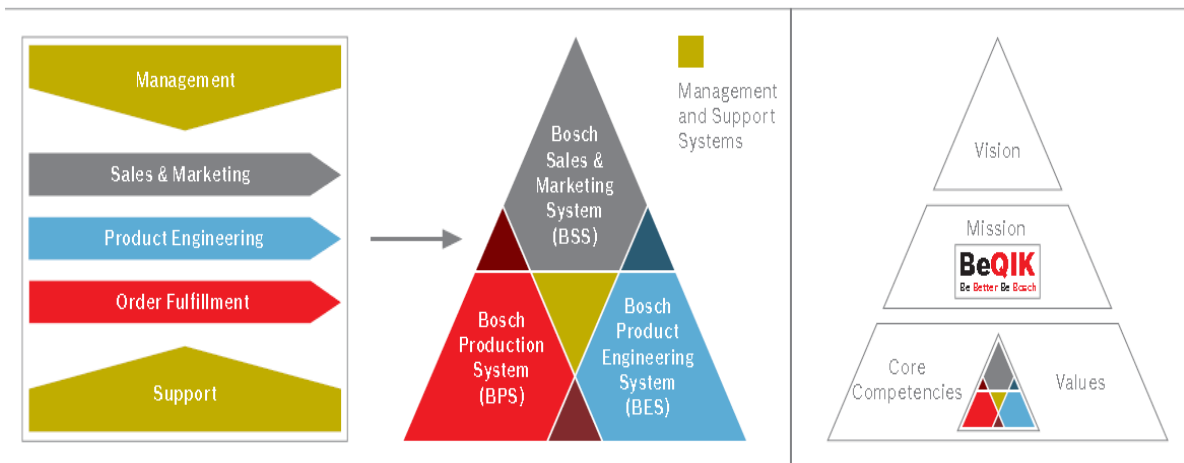 Management
Sales & Marketing
Product Engineering
Order Fulfillment
Support
Bosch
Sales &
Marketing
System
(BSS)
Bosch
Production
System
(BPS)
Bosch
Product
Engineering
System
(BES)
Management
and Support
Systems
Vision
Mission
BeQIK
Be Better Be Bosch
Core
Competencies
Values